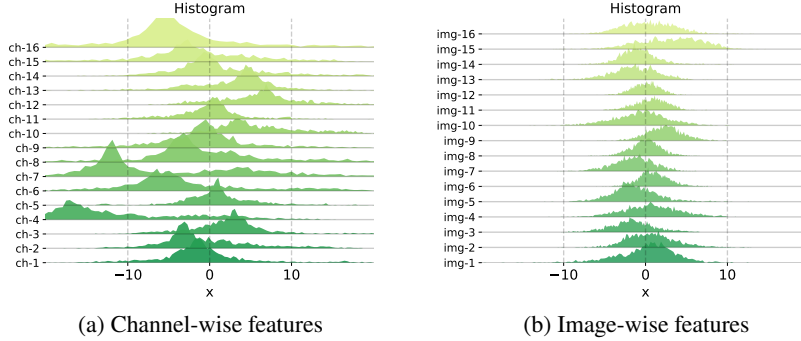 Histogram
ch-16
ch-15
ch-14
ch-13
ch-12
ch-11
ch-10
ch-9
ch-8
ch-7
ch-6
ch-5
ch-4
ch-3
ch-2
ch-1
−10 0 10
x
(a) Channel-wise features
Histogram
img-16
img-15
img-14
img-13
img-12
img-11
img-10
img-9
img-8
img-7
img-6
img-5
img-4
img-3
img-2
img-1
−10 0 10
x
(b) Image-wise features